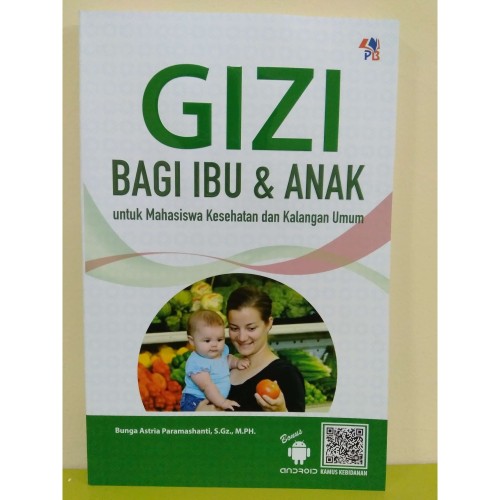 PB
GIZI
BAGI IBU & ANAK
untuk Mahasiswa Kesehatan dan Kalangan Umum
Bunga Astria Paramashanti, S.Gz., M.PH.
Bonus
ANDROID
KAMUS KEBIDANAN